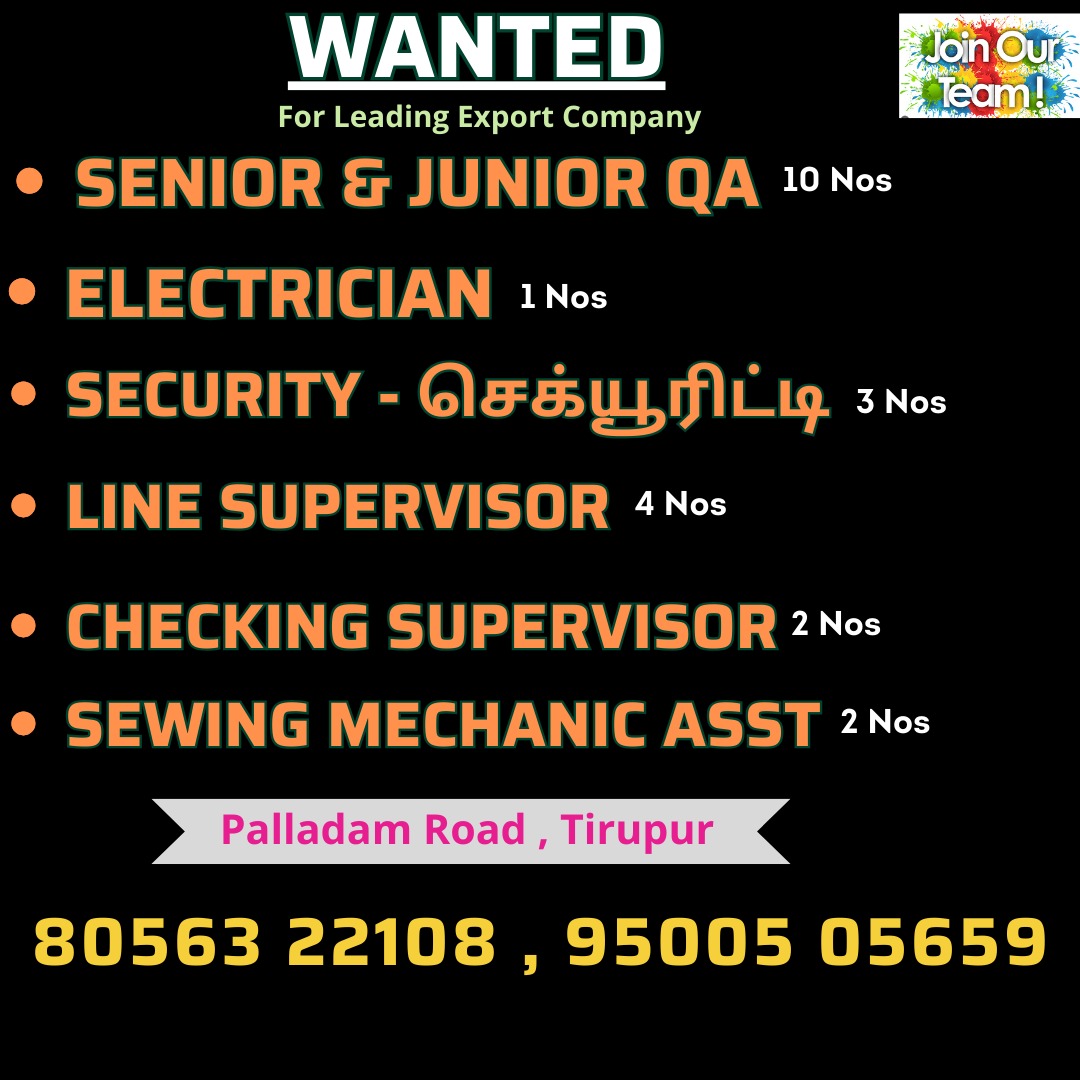 WANTED
Join Our
Team !
For Leading Export Company
• SENIOR & JUNIOR QA 10 Nos
• ELECTRICIAN 1 Nos
• SECURITY - செக்யூரிட்டி 3 Nos
• LINE SUPERVISOR 4 Nos
• CHECKING SUPERVISOR 2 Nos
• SEWING MECHANIC ASST 2 Nos
Palladam Road , Tirupur
80563 22108 , 95005 05659